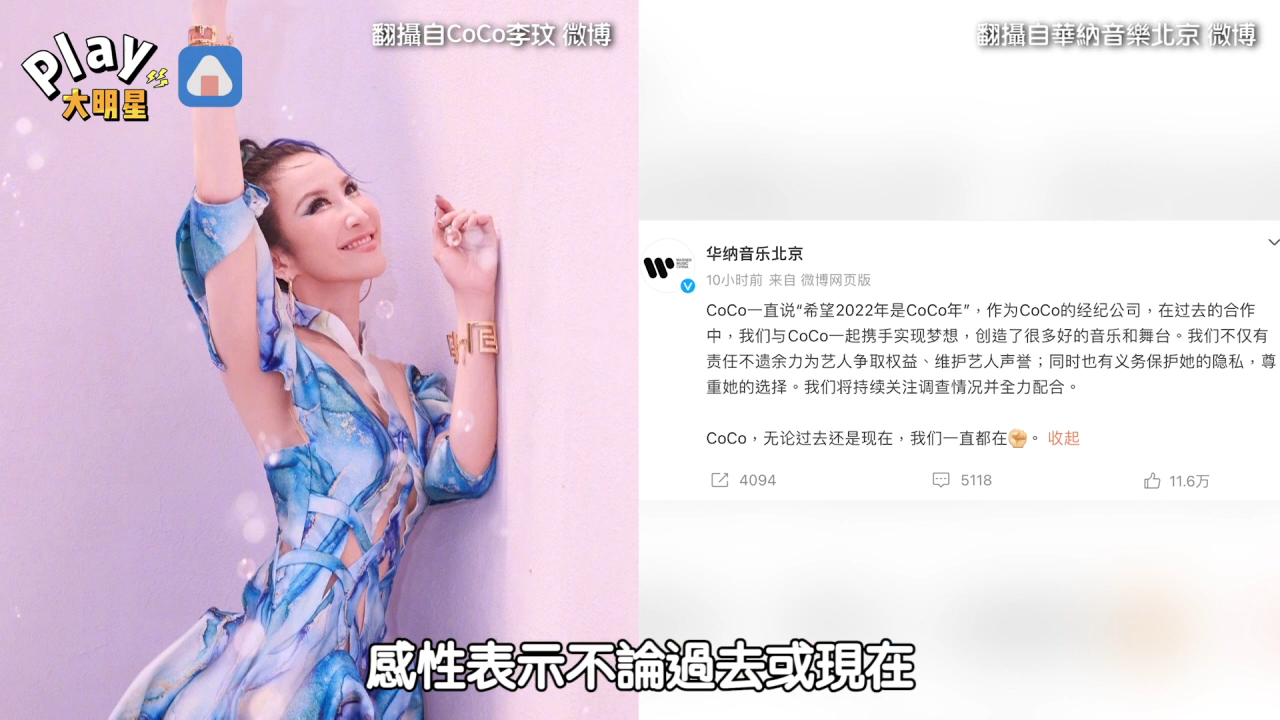 翻攝自CoCo李玟 微博
翻攝自華納音樂北京 微博
Play
大明星
华纳音乐北京
WARNER
MUSIC
CHINA
10小时前 来自 微博网页版
CoCo一直说“希望2022年是CoCo年”，作为CoCo的经纪公司，在过去的合作
中，我们与CoCo一起携手实现梦想，创造了很多好的音乐和舞台。我们不仅有
责任不遗余力为艺人争取权益、维护艺人声誉；同时也有义务保护她的隐私，尊
重她的选择。我们将持续关注调查情况并全力配合。
CoCo，无论过去还是现在，我们一直都在✊。 收起
4094
5118
11.6万
感性表示不論過去或現在